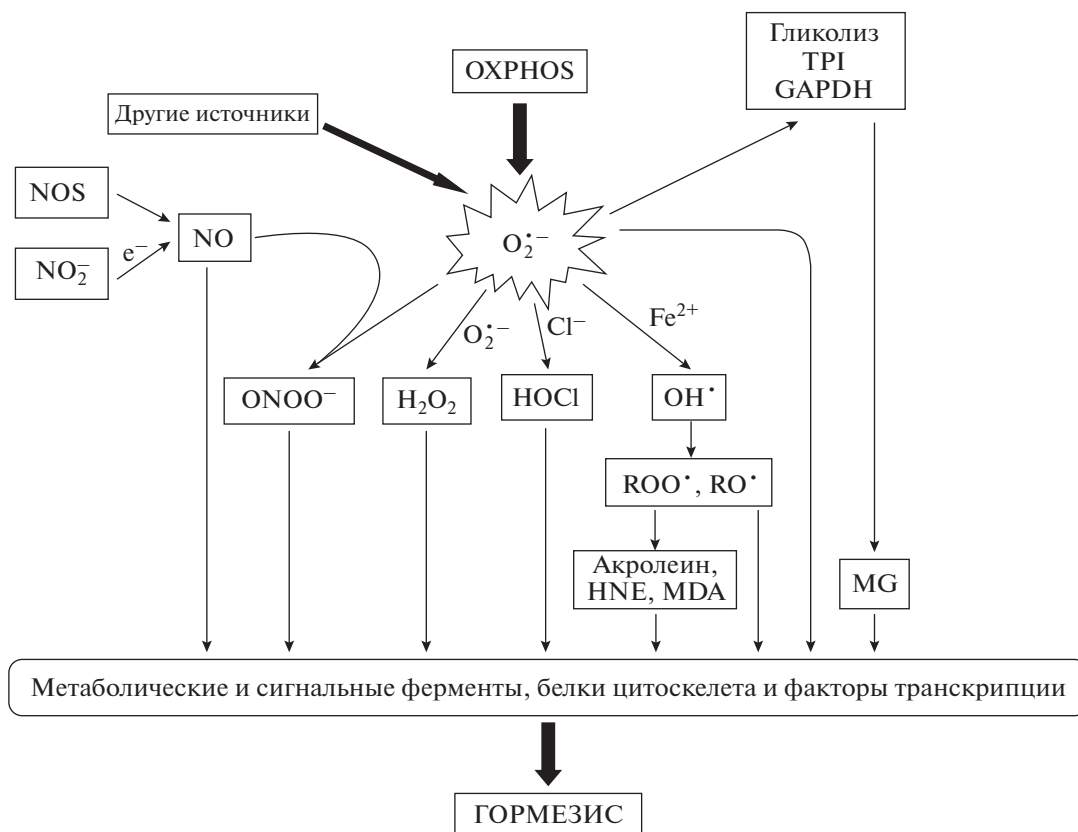 Гликолиз
TPI
GAPDH
OXPHOS
Другие источники
NOS
NO
NO₂⁻
e⁻
O₂•⁻
O₂•⁻
Cl⁻
Fe²⁺
ONOO⁻
H₂O₂
HOCl
OH•
ROO•, RO•
Акролеин,
HNE, MDA
MG
Метаболические и сигнальные ферменты, белки цитоскелета и факторы транскрипции
ГОРМЕЗИС